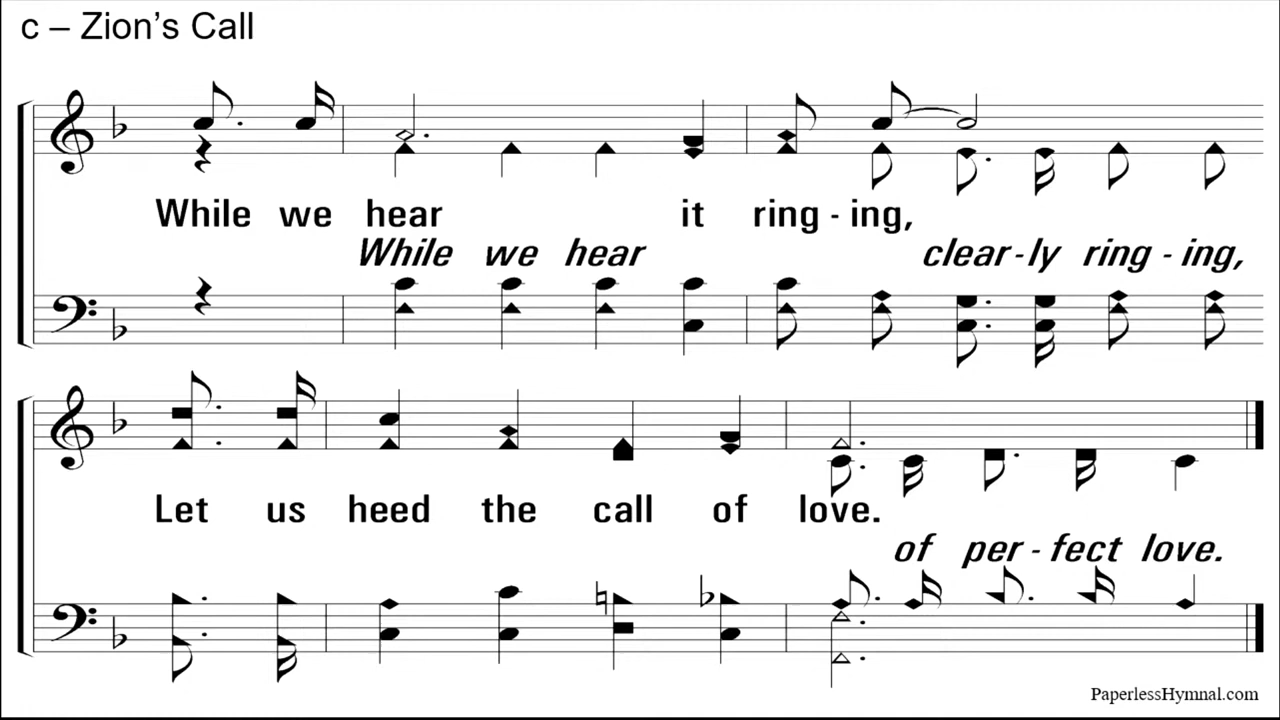 c – Zion's Call
While we hear it ring - ing,
While we hear clear - ly ring - ing,
Let us heed the call of love.
of per - fect love.
PaperlessHymnal.com